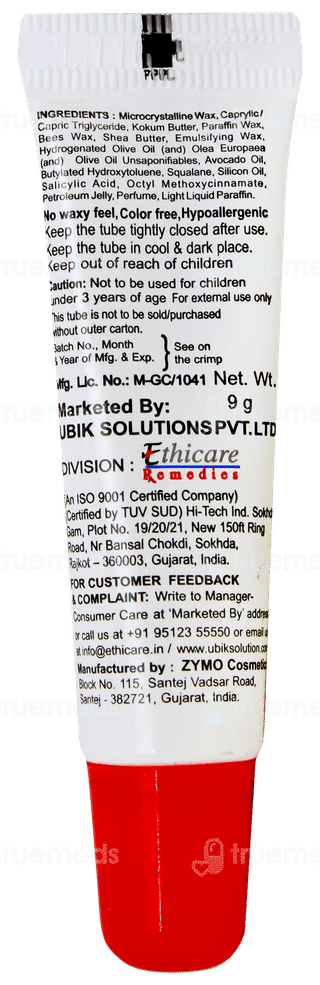 INGREDIENTS : Microcrystalline Wax, Caprylic/
Capric Triglyceride, Kokum Butter, Paraffin Wax,
Bees Wax, Shea Butter, Emulsifying Wax,
Hydrogenated Olive Oil (and) Olea Europaea
(and) Olive Oil Unsaponifiables, Avocado Oil,
Butylated Hydroxytoluene, Squalane, Silicon Oil,
Salicylic Acid, Octyl Methoxycinnamate,
Petroleum Jelly, Perfume, Light Liquid Paraffin.
No waxy feel, Color free, Hypoallergenic
Keep the tube tightly closed after use.
Keep the tube in cool & dark place.
Keep out of reach of children
Caution: Not to be used for children
under 3 years of age For external use only
This tube is not to be sold/purchased
without outer carton.
Batch No., Month
& Year of Mfg. & Exp. } See on
the crimp
Mfg. Lic. No.: M-GC/1041 Net. Wt.
9 g
Marketed By:
UBIK SOLUTIONS PVT. LTD
DIVISION : Ethicare
Remedies
(An ISO 9001 Certified Company)
(Certified by TUV SUD) Hi-Tech Ind. Sokhda
Gam, Plot No. 19/20/21, New 150ft Ring
Road, Nr Bansal Chokdi, Sokhda,
Rajkot – 360003, Gujarat, India.
FOR CUSTOMER FEEDBACK
& COMPLAINT: Write to Manager-
Consumer Care at 'Marketed By' address
or call us at +91 95123 55550 or email us
at info@ethicare.in / www.ubiksolution.com
Manufactured by : ZYMO Cosmetic
Block No. 115, Santej Vadsar Road,
Santej - 382721, Gujarat, India.
truemeds